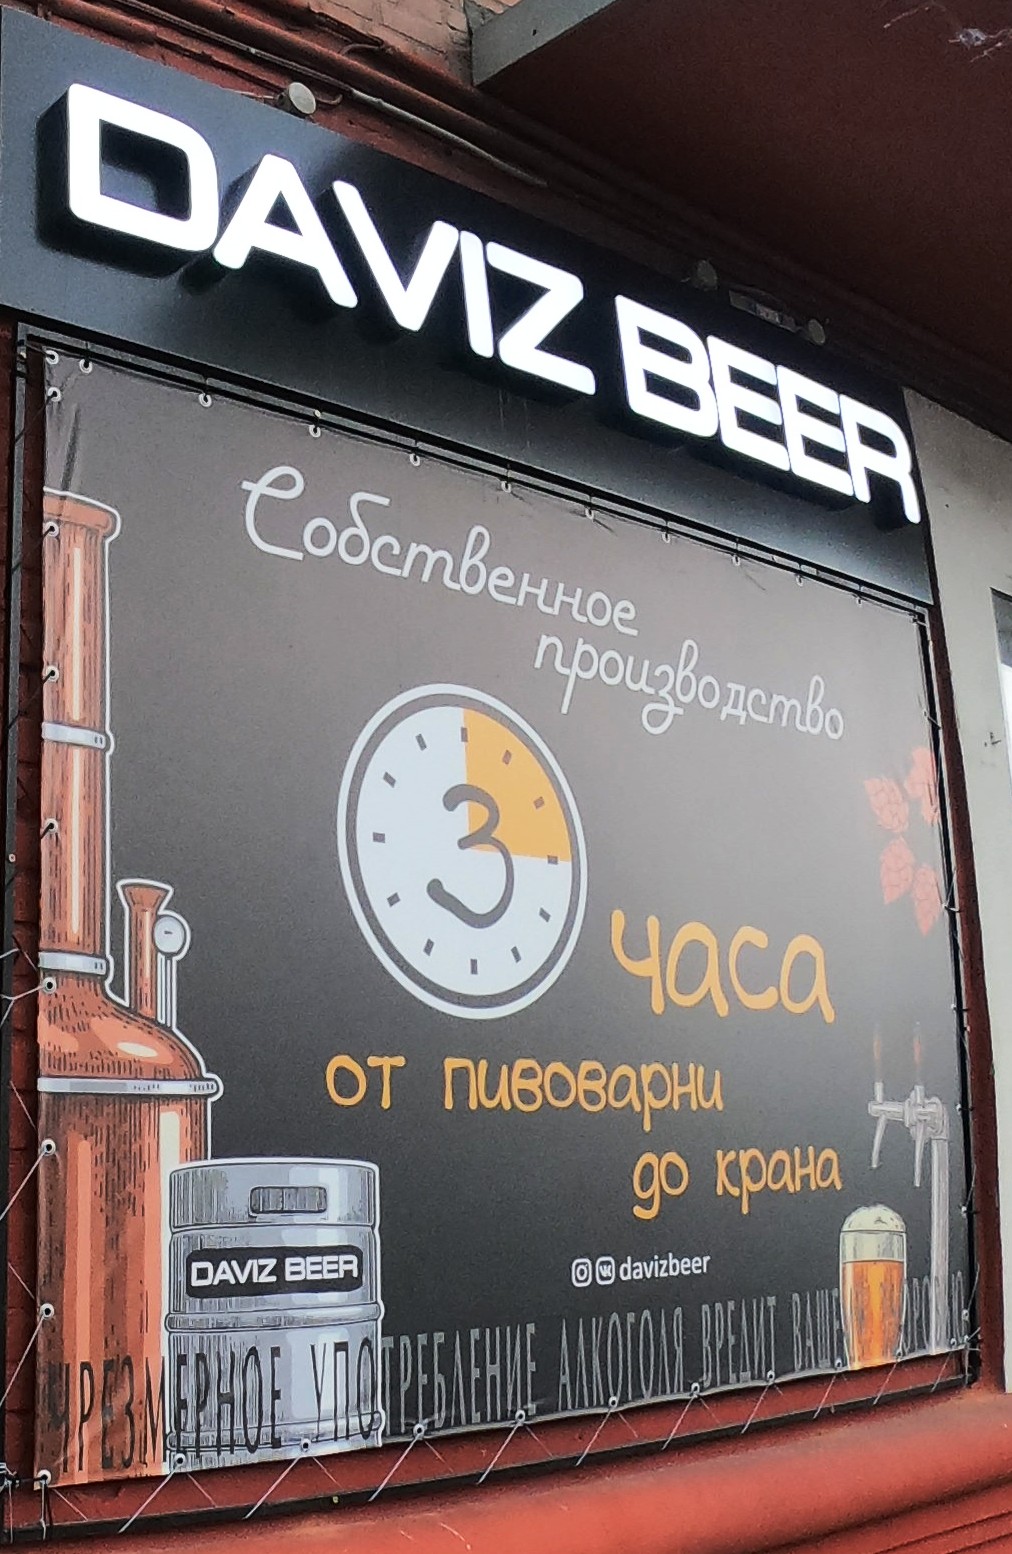 DAVIZ BEER
Собственное
производство
3 часа
от пивоварни
до крана
davizbeer
DAVIZ BEER
ЧРЕЗМЕРНОЕ УПОТРЕБЛЕНИЕ АЛКОГОЛЯ ВРЕДИТ